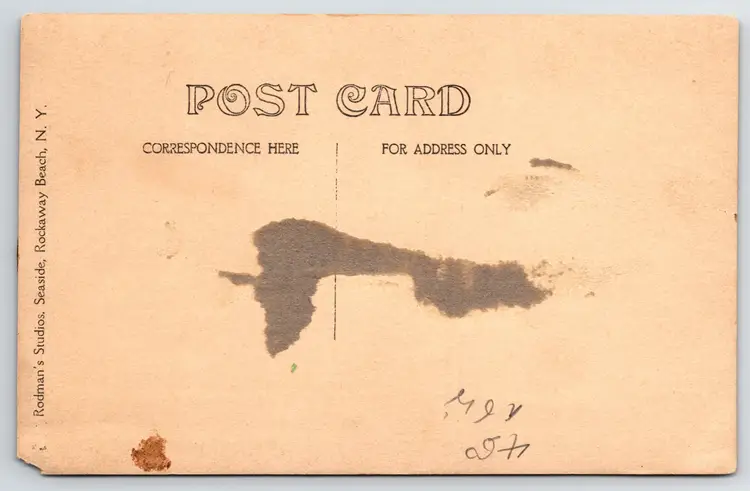 POST CARD
CORRESPONDENCE HERE
FOR ADDRESS ONLY
Rodman's Studios, Seaside, Rockaway Beach, N. Y.